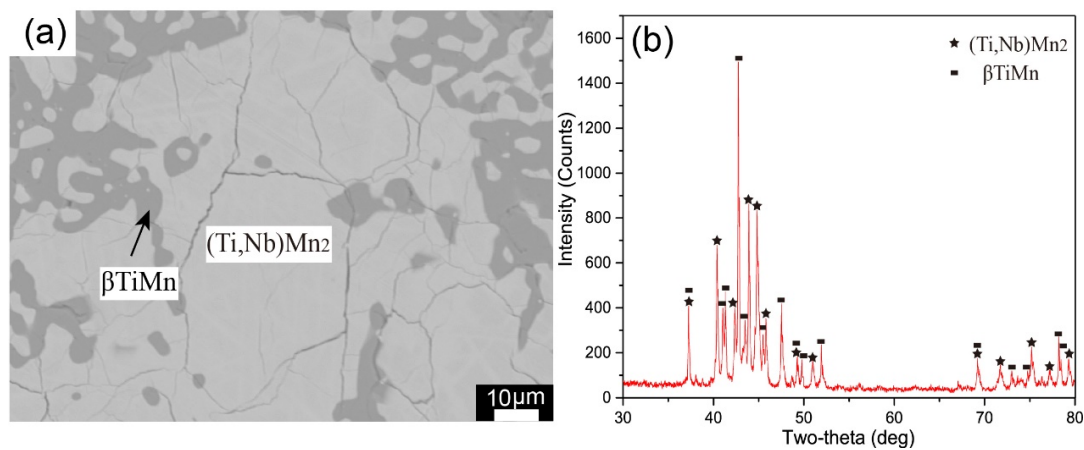 (a)
(Ti,Nb)Mn2
βTiMn
10μm
(b)
(Ti,Nb)Mn2
βTiMn
Intensity (Counts)
1600
1400
1200
1000
800
600
400
200
0
30 40 50 60 70 80
Two-theta (deg)